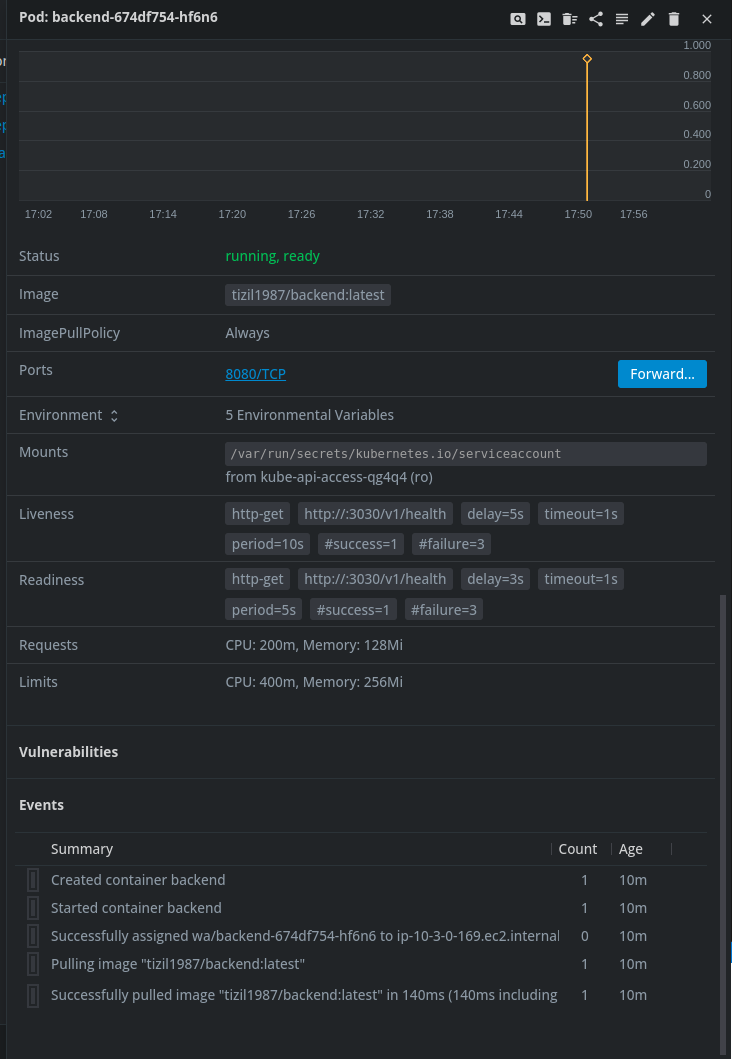 Pod: backend-674df754-hf6n6
1.000
0.800
0.600
0.400
0.200
0
17:02 17:08 17:14 17:20 17:26 17:32 17:38 17:44 17:50 17:56
Status running, ready
Image tizil1987/backend:latest
ImagePullPolicy Always
Ports 8080/TCP Forward...
Environment 5 Environmental Variables
Mounts /var/run/secrets/kubernetes.io/serviceaccount
from kube-api-access-qg4q4 (ro)
Liveness http-get http://:3030/v1/health delay=5s timeout=1s
period=10s #success=1 #failure=3
Readiness http-get http://:3030/v1/health delay=3s timeout=1s
period=5s #success=1 #failure=3
Requests CPU: 200m, Memory: 128Mi
Limits CPU: 400m, Memory: 256Mi
Vulnerabilities
Events
Summary Count Age
Created container backend 1 10m
Started container backend 1 10m
Successfully assigned wa/backend-674df754-hf6n6 to ip-10-3-0-169.ec2.internal 0 10m
Pulling image "tizil1987/backend:latest" 1 10m
Successfully pulled image "tizil1987/backend:latest" in 140ms (140ms including 1 10m